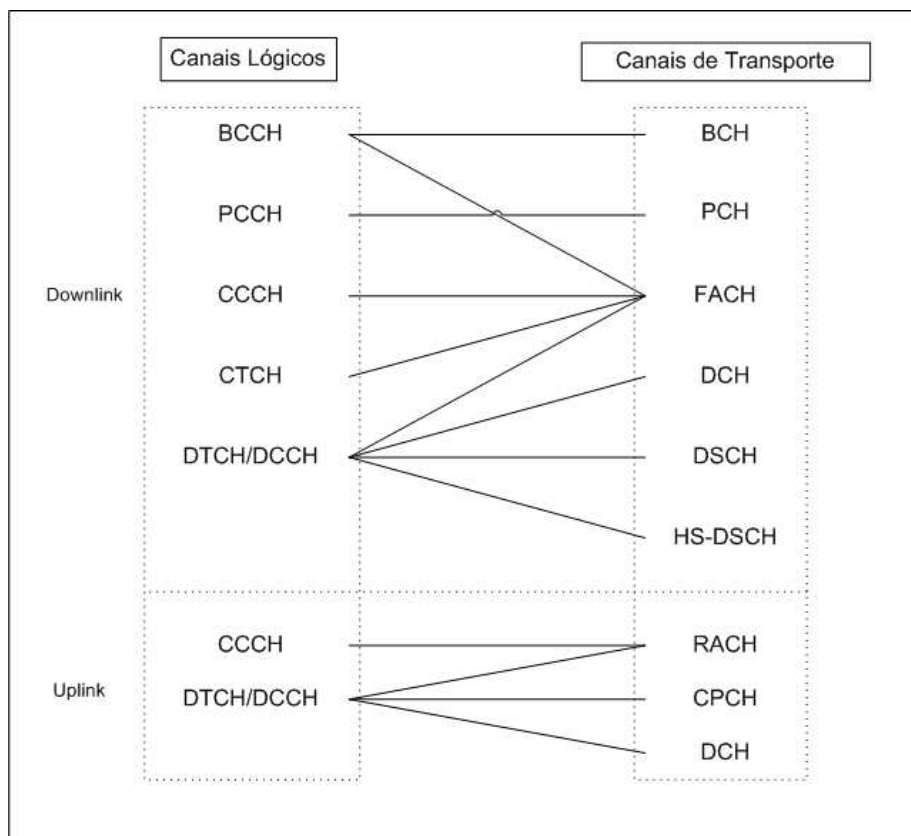 Canais Lógicos
Canais de Transporte
BCCH
BCH
PCCH
PCH
Downlink
CCCH
FACH
CTCH
DCH
DTCH/DCCH
DSCH
HS-DSCH
CCCH
RACH
Uplink
DTCH/DCCH
CPCH
DCH